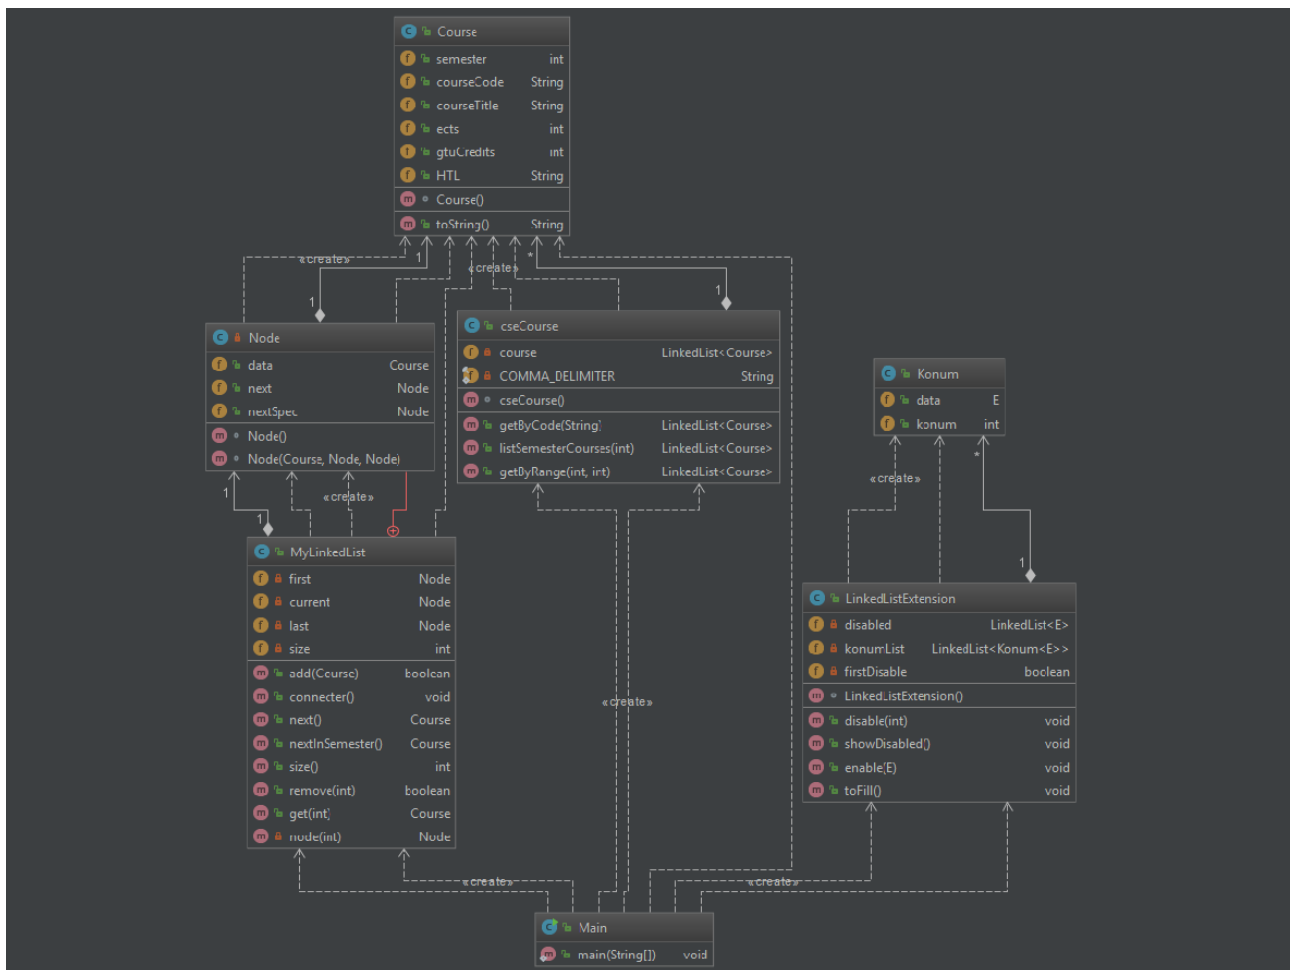 Course
semester int
courseCode String
courseTitle String
ects int
gtuCredits int
HTL String
Course()
toString() String
«create»
1
«create»
*
1
1
Node
data Course
next Node
nextSpec Node
Node()
Node(Course, Node, Node)
cseCourse
course LinkedList<Course>
COMMA_DELIMITER String
cseCourse()
getByCode(String) LinkedList<Course>
listSemesterCourses(int) LinkedList<Course>
getByRange(int, int) LinkedList<Course>
Konum
data E
konum int
*
«create»
1
1
1
«create»
MyLinkedList
first Node
current Node
last Node
size int
add(Course) boolean
connecter() void
next() Course
nextInSemester() Course
size() int
remove(int) boolean
get(int) Course
node(int) Node
LinkedListExtension
disabled LinkedList<E>
konumList LinkedList<Konum<E>>
firstDisable boolean
LinkedListExtension()
disable(int) void
showDisabled() void
enable(E) void
toFill() void
«create»
«create»
«create»
Main
main(String[]) void